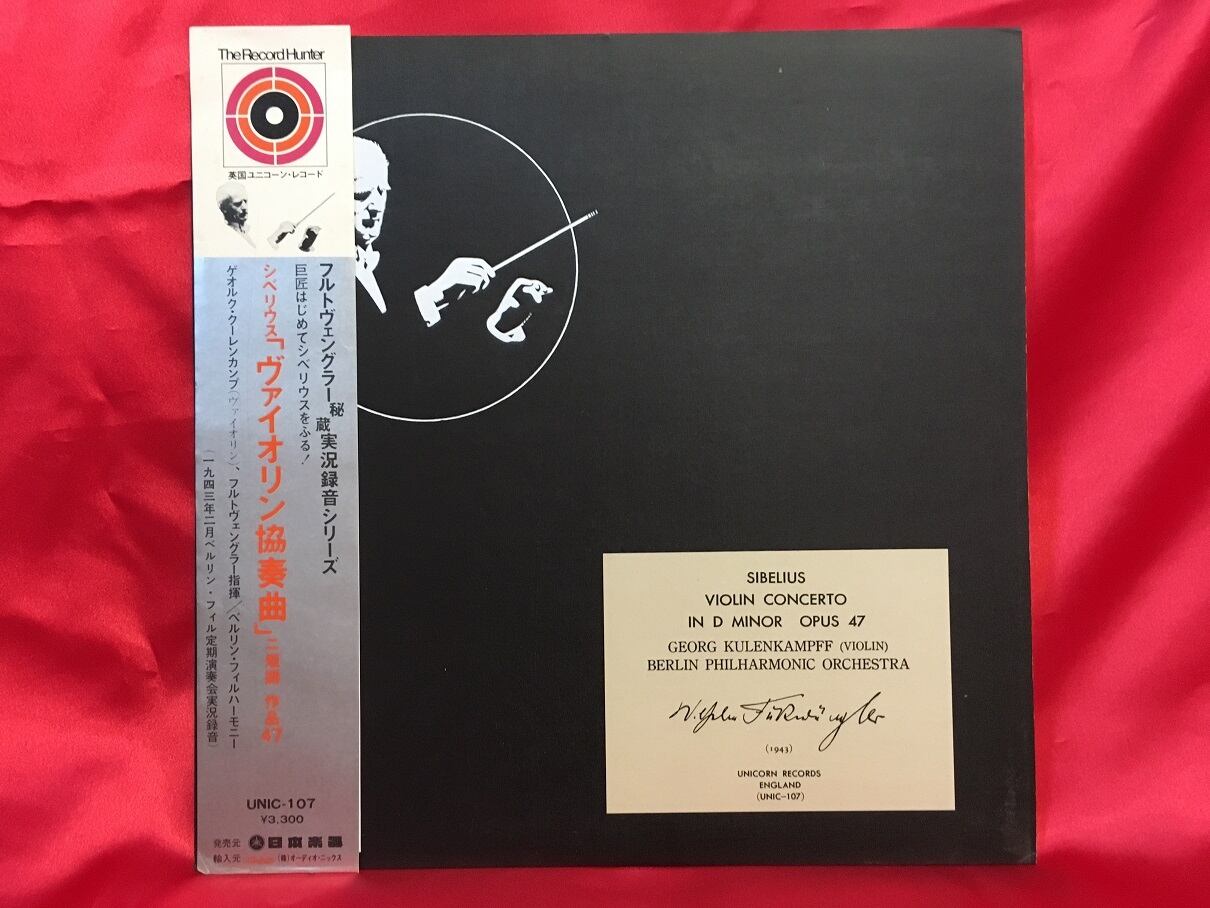 The Record Hunter
英国ユニコーン・レコード
フルトヴェングラー秘蔵実況録音シリーズ
巨匠はじめてシベリウスをふる!
シベリウス「ヴァイオリン協奏曲」ニ短調 作品47
ゲオルク・クーレンカンプ(ヴァイオリン)、フルトヴェングラー指揮/ベルリン・フィルハーモニー
(一九四三年二月ベルリン・フィル定期演奏会実況録音)
UNIC-107
¥3,300
発売元 日本楽器
輸入元 (株)オーディオ・ニックス
SIBELIUS
VIOLIN CONCERTO
IN D MINOR OPUS 47
GEORG KULENKAMPFF (VIOLIN)
BERLIN PHILHARMONIC ORCHESTRA
Wilhelm Furtwängler
(1943)
UNICORN RECORDS
ENGLAND
(UNIC-107)